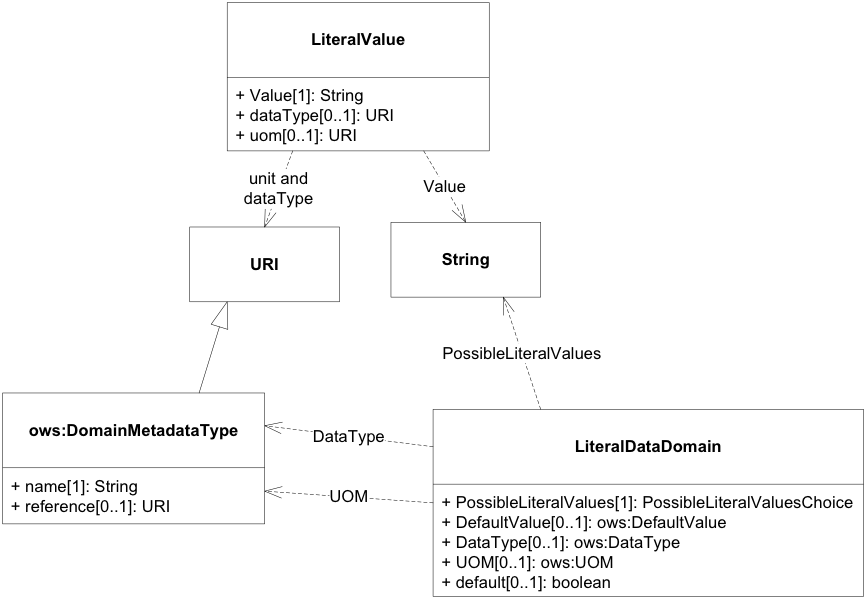 LiteralValue
+ Value[1]: String
+ dataType[0..1]: URI
+ uom[0..1]: URI
unit and
dataType
Value
URI
String
PossibleLiteralValues
ows:DomainMetadataType
+ name[1]: String
+ reference[0..1]: URI
DataType
UOM
LiteralDataDomain
+ PossibleLiteralValues[1]: PossibleLiteralValuesChoice
+ DefaultValue[0..1]: ows:DefaultValue
+ DataType[0..1]: ows:DataType
+ UOM[0..1]: ows:UOM
+ default[0..1]: boolean